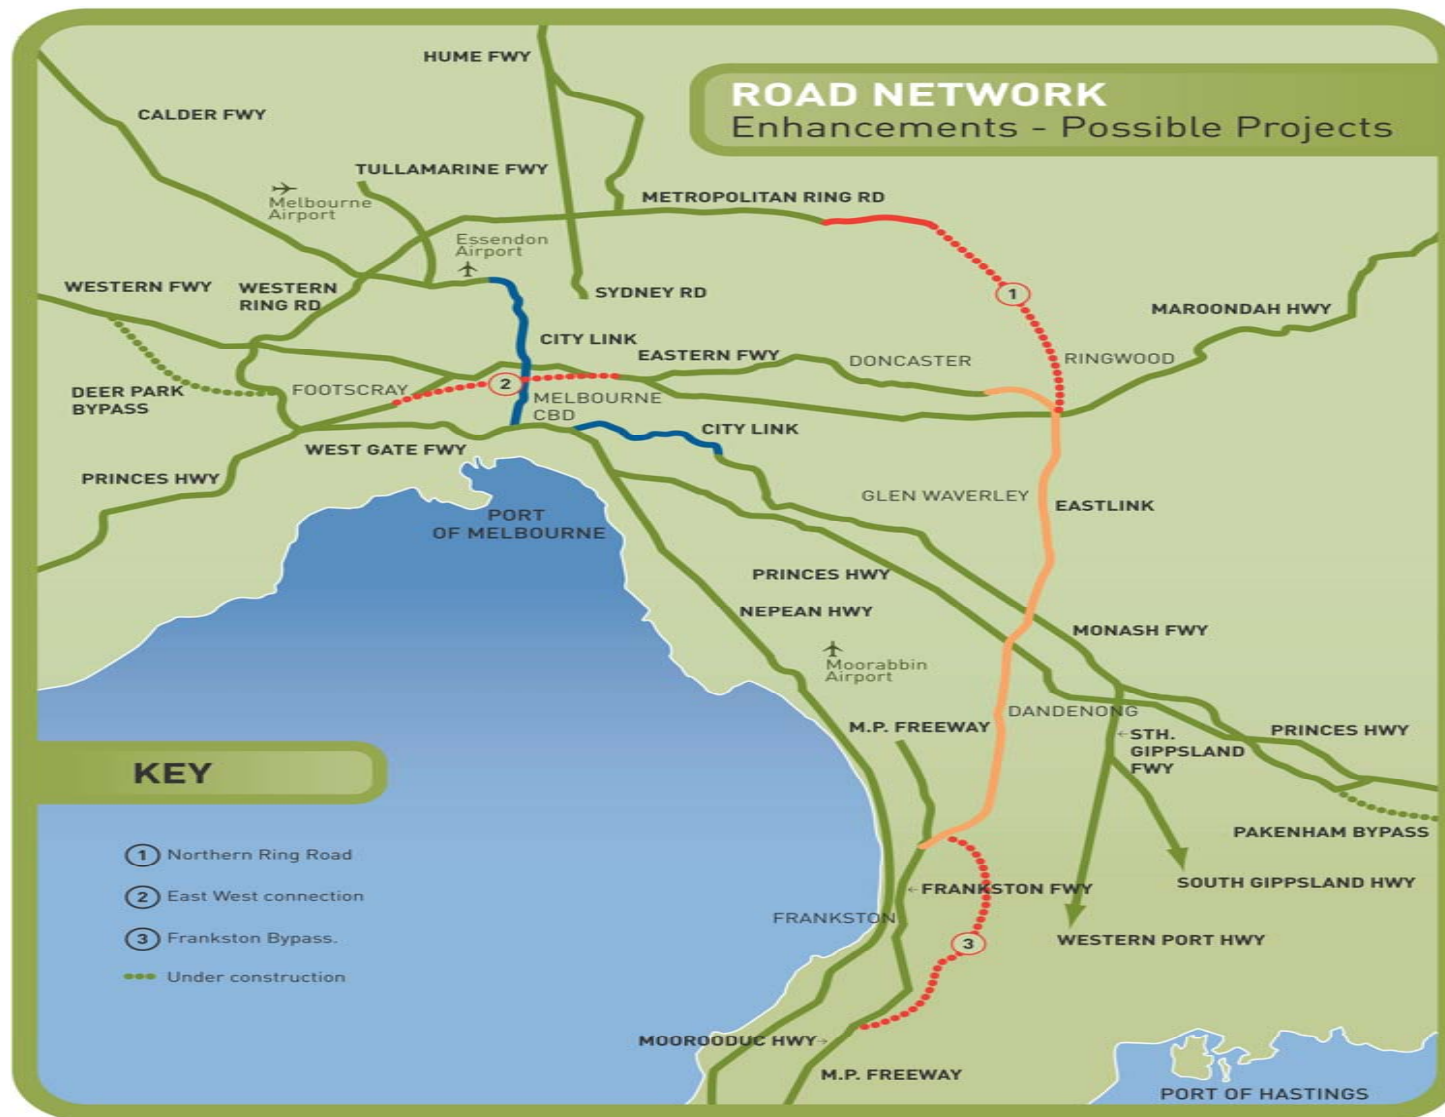 ROAD NETWORK
Enhancements - Possible Projects
HUME FWY
CALDER FWY
TULLAMARINE FWY
METROPOLITAN RING RD
Melbourne
Airport
Essendon
Airport
WESTERN FWY
WESTERN
RING RD
SYDNEY RD
1
MAROONDAH HWY
CITY LINK
EASTERN FWY
DONCASTER
RINGWOOD
DEER PARK
BYPASS
FOOTSCRAY
2
MELBOURNE
CBD
CITY LINK
WEST GATE FWY
PRINCES HWY
GLEN WAVERLEY
EASTLINK
PORT
OF MELBOURNE
PRINCES HWY
NEPEAN HWY
MONASH FWY
Moorabbin
Airport
DANDENONG
M.P. FREEWAY
←STH.
GIPPSLAND
FWY
PRINCES HWY
PAKENHAM BYPASS
←FRANKSTON FWY
SOUTH GIPPSLAND HWY
FRANKSTON
3
WESTERN PORT HWY
MOOROODUC HWY→
M.P. FREEWAY
PORT OF HASTINGS
KEY
1 Northern Ring Road
2 East West connection
3 Frankston Bypass.
Under construction